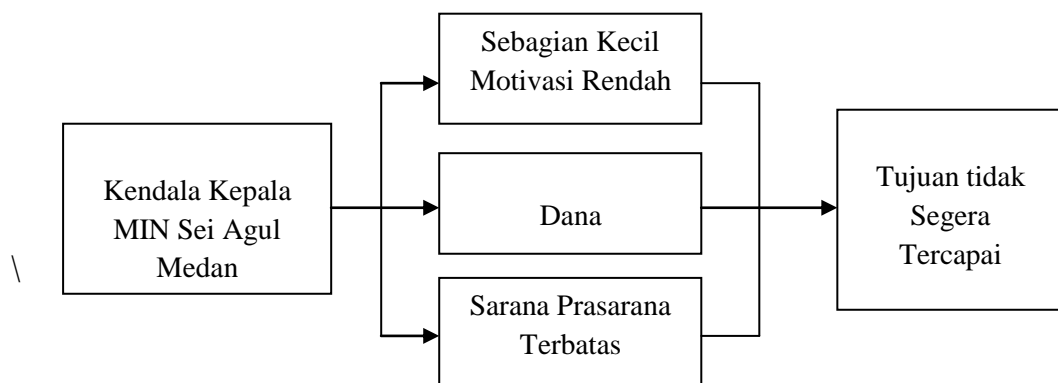 Sebagian Kecil
Motivasi Rendah
Kendala Kepala
MIN Sei Agul
Medan
\
Dana
Sarana Prasarana
Terbatas
Tujuan tidak
Segera
Tercapai